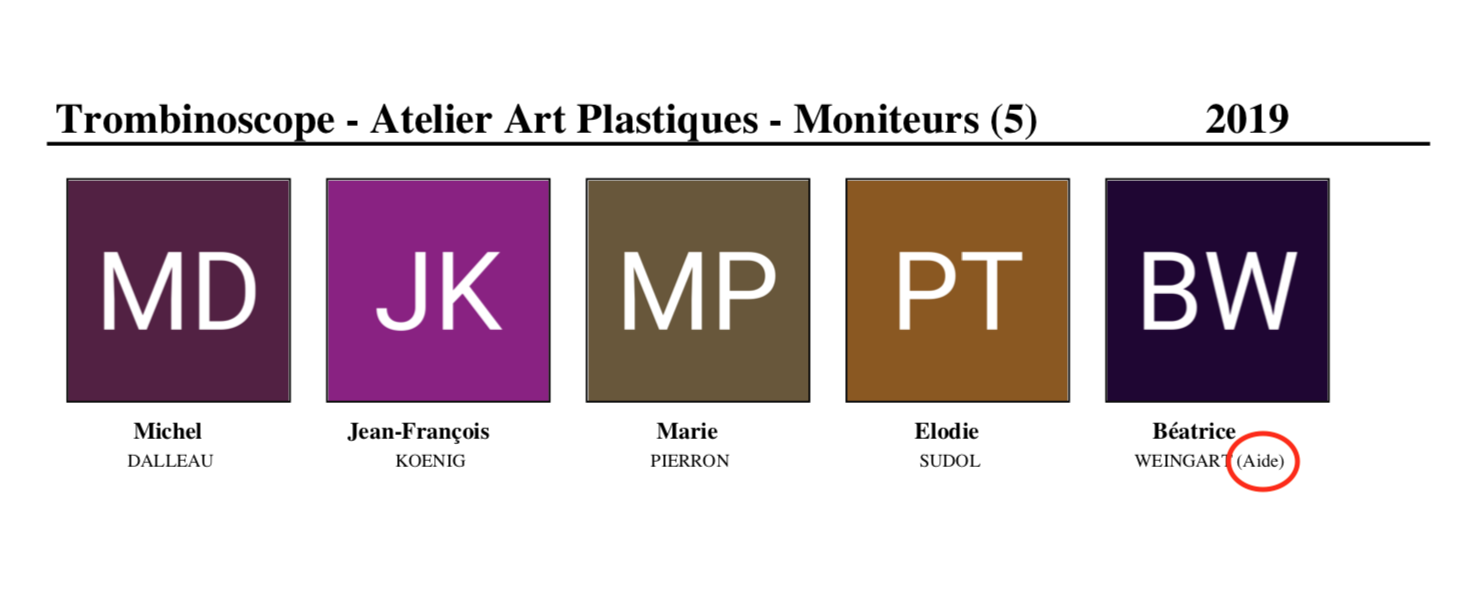 Trombinoscope - Atelier Art Plastiques - Moniteurs (5) 2019
MD JK MP PT BW
Michel Jean-François Marie Elodie Béatrice
DALLEAU KOENIG PIERRON SUDOL WEINGART (Aide)